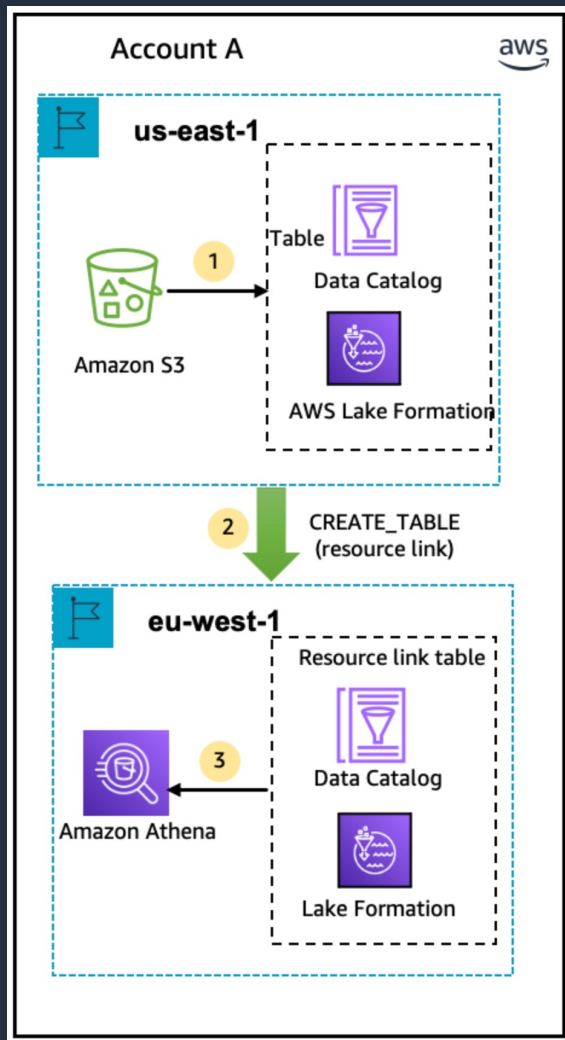 Account A
aws
us-east-1
Table
1
Data Catalog
Amazon S3
AWS Lake Formation
2
CREATE_TABLE
(resource link)
eu-west-1
Resource link table
3
Data Catalog
Amazon Athena
Lake Formation